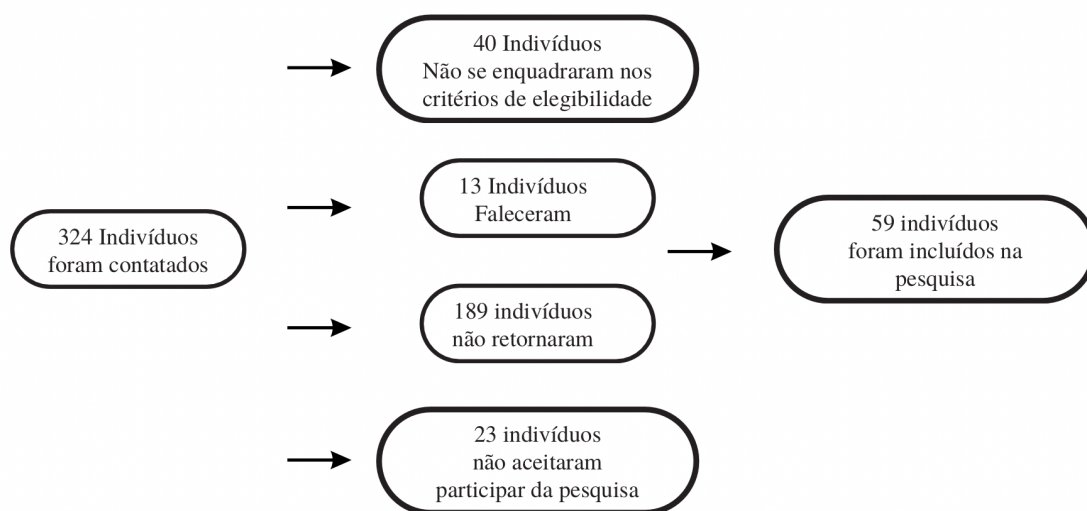 324 Indivíduos
foram contatados
40 Indivíduos
Não se enquadraram nos
critérios de elegibilidade
13 Indivíduos
Faleceram
189 indivíduos
não retornaram
23 indivíduos
não aceitaram
participar da pesquisa
59 indivíduos
foram incluídos na
pesquisa